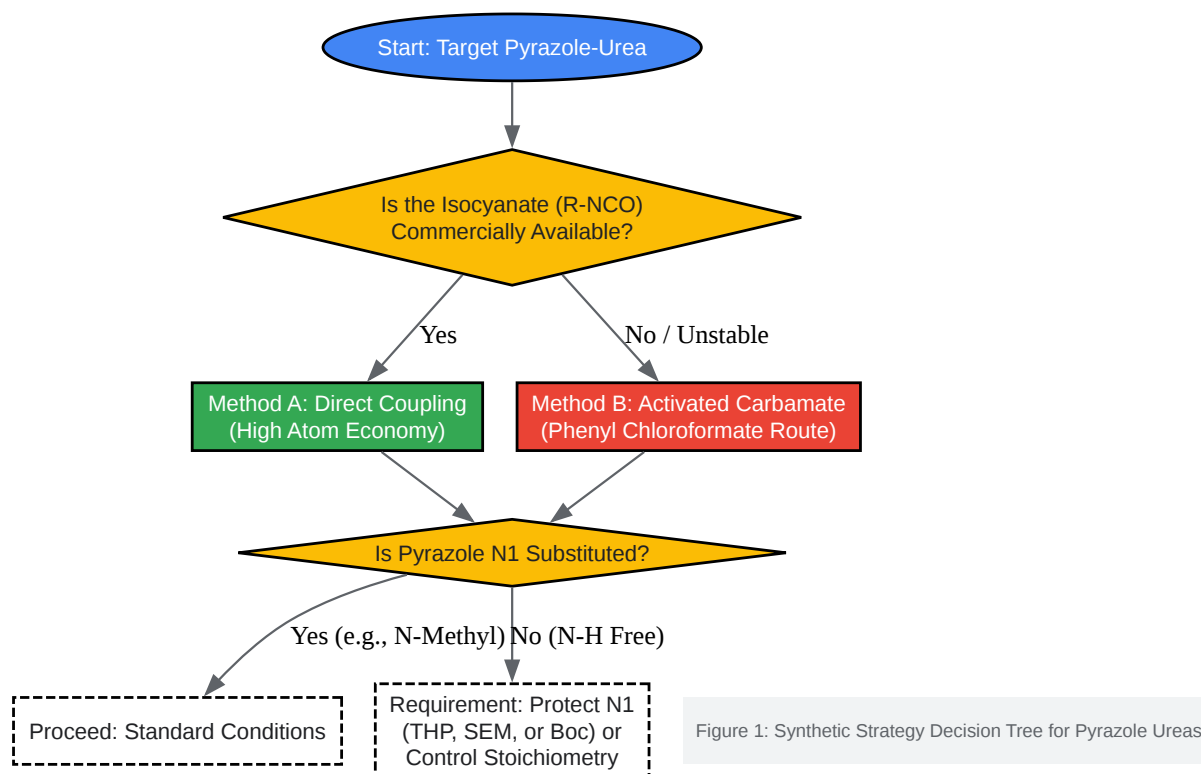 Start: Target Pyrazole-Urea
Is the Isocyanate (R-NCO)
Commercially Available?
Yes
No / Unstable
Method A: Direct Coupling
(High Atom Economy)
Method B: Activated Carbamate
(Phenyl Chloroformate Route)
Is Pyrazole N1 Substituted?
Yes (e.g., N-Methyl)
No (N-H Free)
Proceed: Standard Conditions
Requirement: Protect N1
(THP, SEM, or Boc) or
Control Stoichiometry
Figure 1: Synthetic Strategy Decision Tree for Pyrazole Ureas